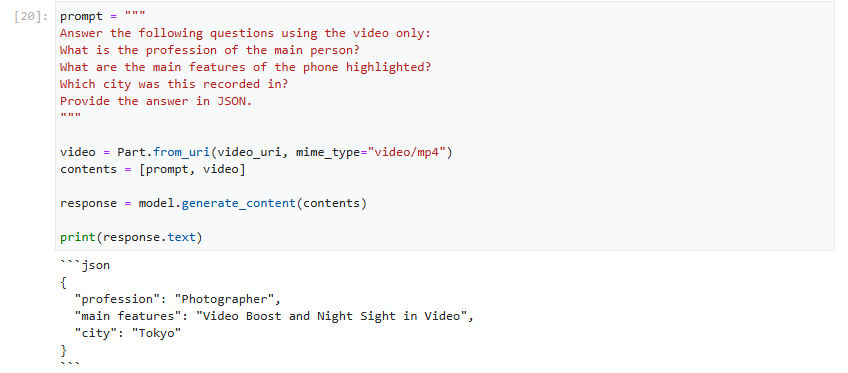 [20]: prompt = """
Answer the following questions using the video only:
What is the profession of the main person?
What are the main features of the phone highlighted?
Which city was this recorded in?
Provide the answer in JSON.
"""
video = Part.from_uri(video_uri, mime_type="video/mp4")
contents = [prompt, video]
response = model.generate_content(contents)
print(response.text)
```json
{
  "profession": "Photographer",
  "main features": "Video Boost and Night Sight in Video",
  "city": "Tokyo"
}
```